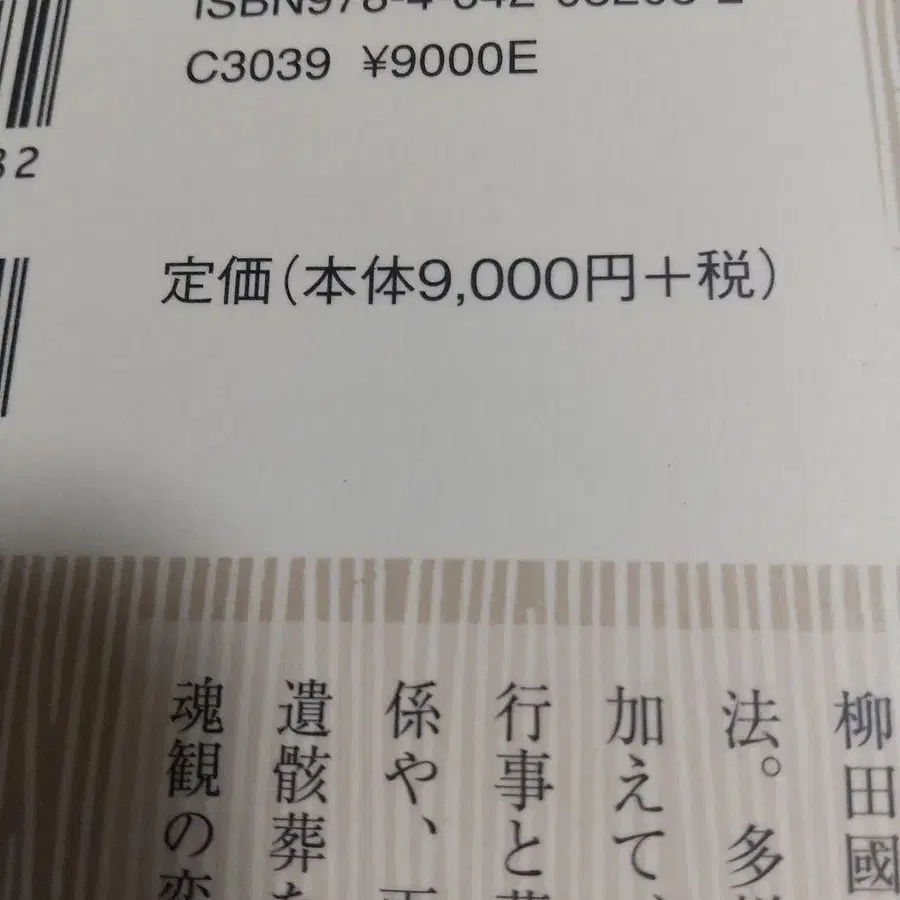 C3039 ¥9000E
32
定価(本体9,000円+税)
柳田國
法。多
加えて、
行事と
係や、
遺骸葬
魂観の